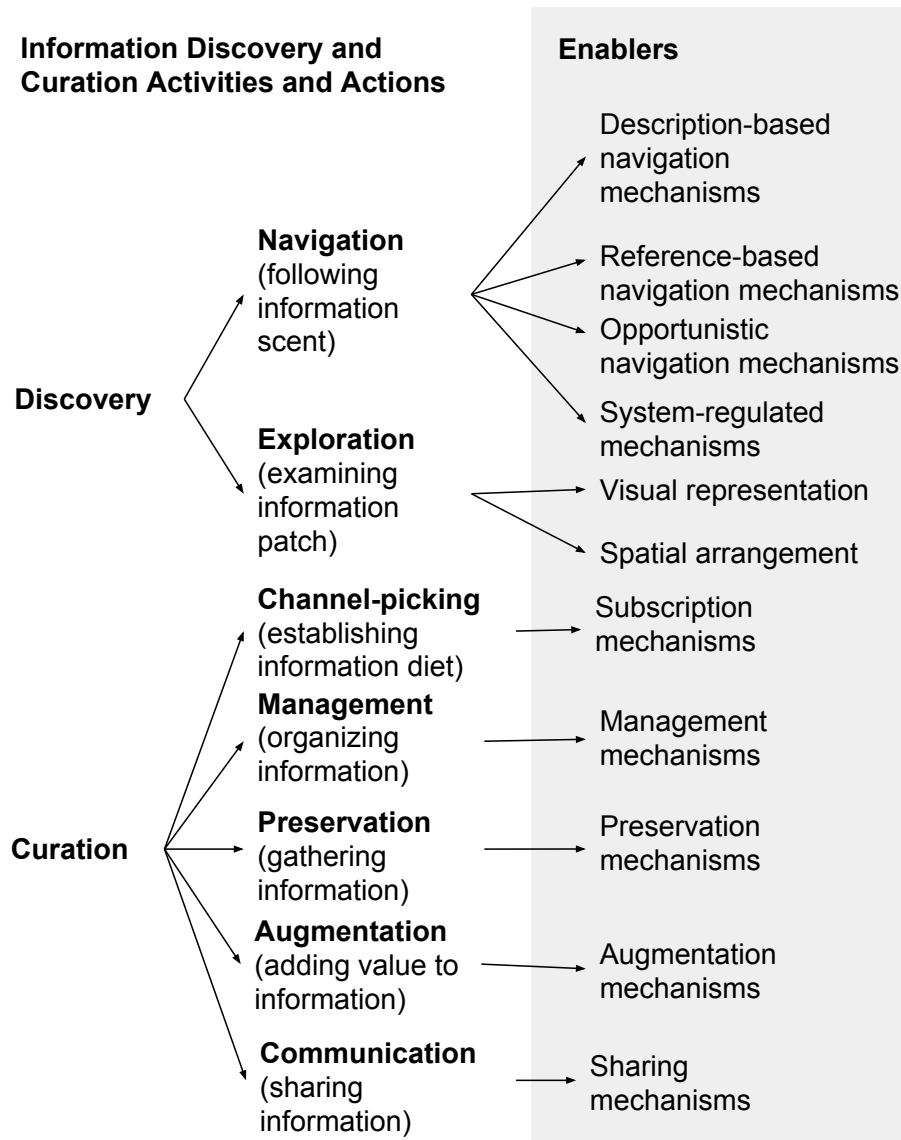 Information Discovery and
Curation Activities and Actions
Enablers
Discovery
Navigation
(following
information
scent)
Description-based
navigation
mechanisms
Reference-based
navigation mechanisms
Opportunistic
navigation mechanisms
System-regulated
mechanisms
Exploration
(examining
information
patch)
Visual representation
Spatial arrangement
Curation
Channel-picking
(establishing
information diet)
Subscription
mechanisms
Management
(organizing
information)
Management
mechanisms
Preservation
(gathering
information)
Preservation
mechanisms
Augmentation
(adding value to
information)
Augmentation
mechanisms
Communication
(sharing
information)
Sharing
mechanisms